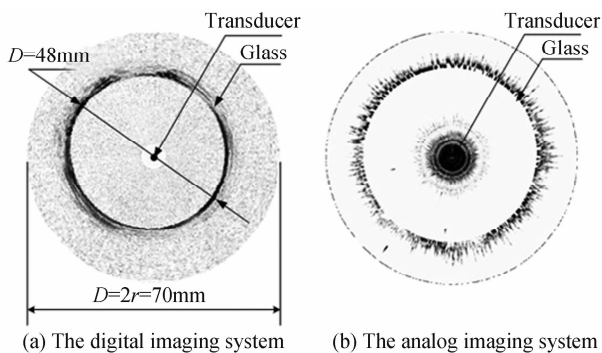 Transducer
Glass
D=48mm
D=2r=70mm
(a) The digital imaging system
Transducer
Glass
(b) The analog imaging system